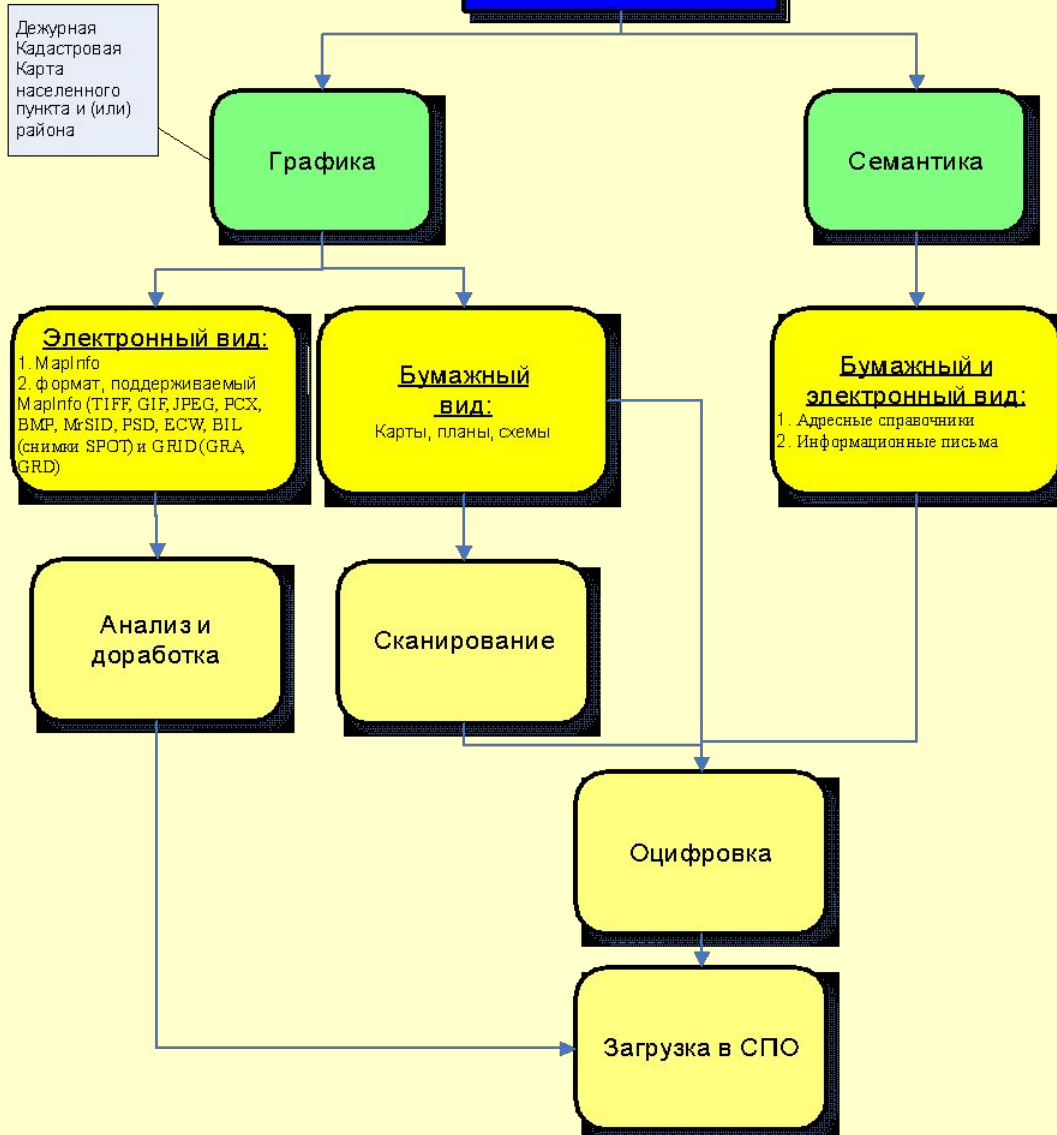 Дежурная
Кадастровая
Карта
населенного
пункта и (или)
района
Графика
Семантика
Электронный вид:
1. MapInfo
2. формат, поддерживаемый
MapInfo (TIFF, GIF, JPEG, PCX,
BMP, MrSID, PSD, ECW, BIL
(снимки SPOT) и GRID (GRA,
GRD)
Бумажный
вид:
Карты, планы, схемы
Бумажный и
электронный вид:
1. Адресные справочники
2. Информационные письма
Анализ и
доработка
Сканирование
Оцифровка
Загрузка в СПО